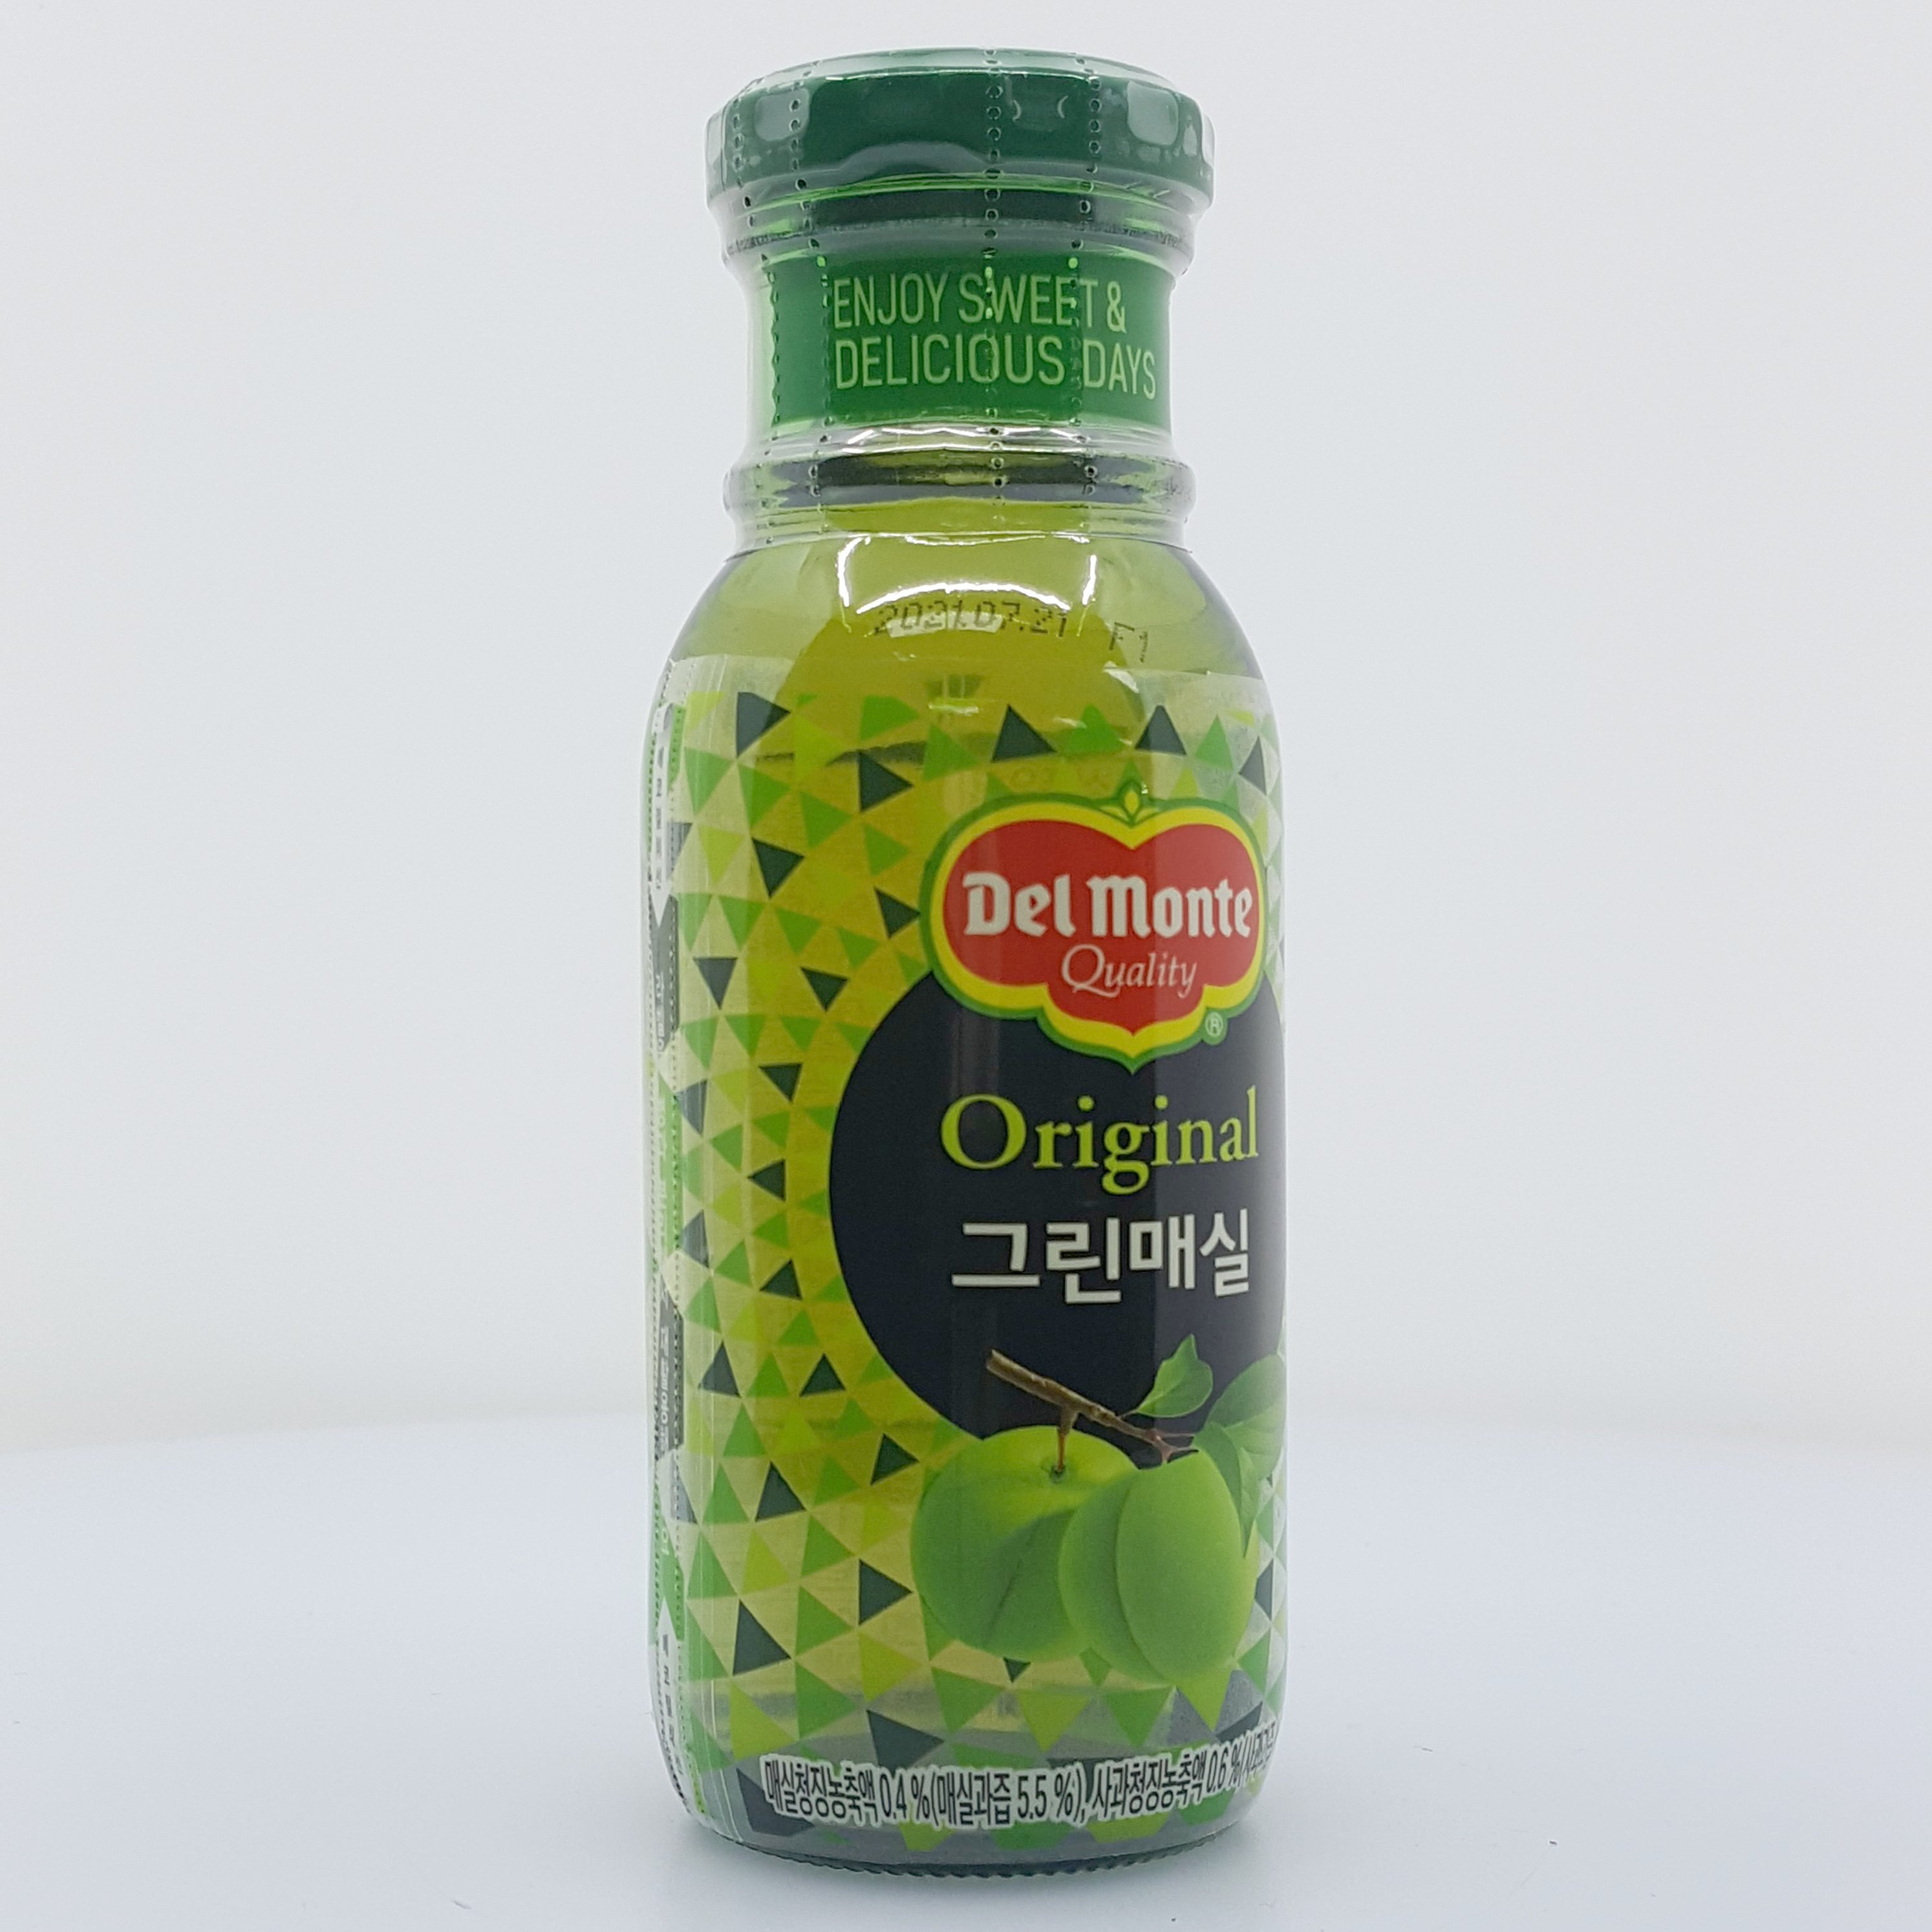 ENJOY SWEET &
DELICIOUS DAYS
2021.07.21 F1
Del Monte
Quality
®
Original
그린매실
매실청징농축액 0.4 %(매실과즙 5.5 %), 사과청징농축액 0.6 %